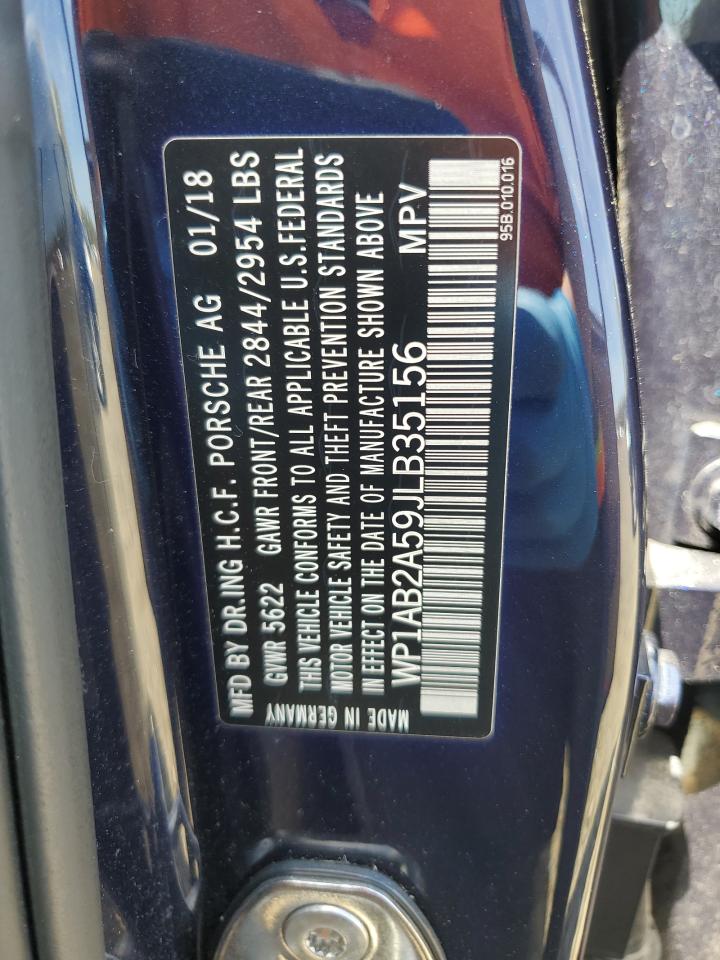 MFD BY DR.ING H.C.F. PORSCHE AG 01/18
GVWR 5622 GAWR FRONT/REAR 2844/2954 LBS
THIS VEHICLE CONFORMS TO ALL APPLICABLE U.S.FEDERAL
MOTOR VEHICLE SAFETY AND THEFT PREVENTION STANDARDS
IN EFFECT ON THE DATE OF MANUFACTURE SHOWN ABOVE
WP1AB2A59JLB35156 MPV
MADE IN GERMANY
95B.010.016